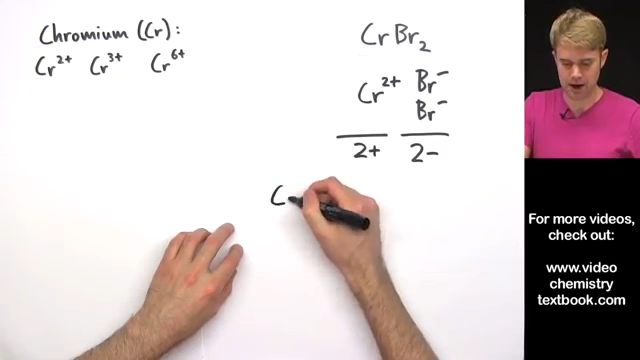 Chromium (Cr):
Cr²⁺ Cr³⁺ Cr⁶⁺
CrBr₂
Cr²⁺ Br⁻
Br⁻
2+ 2−
C
For more videos,
check out:
www.video
chemistry
textbook.com